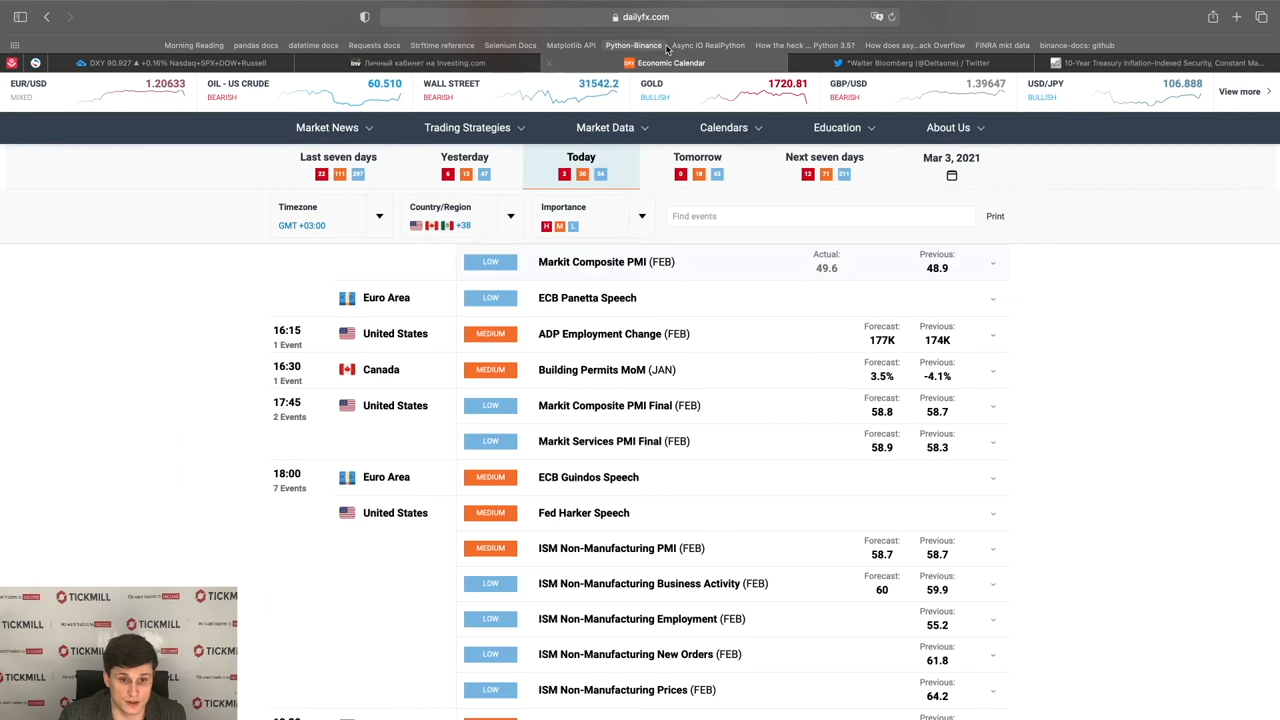 dailyfx.com
Morning Reading pandas docs datetime docs Requests docs Strftime reference Selenium Docs Matplotlib API Python-Binance Async IO RealPython How the heck ... Python 3.5? How does asy...ack Overflow FINRA mkt data binance-docs: github
DXY 90.927 ▲ +0.16% Nasdaq+SPX+DOW+Russell Личный кабинет на Investing.com Economic Calendar *Walter Bloomberg (@Deltaone) / Twitter 10-Year Treasury Inflation-Indexed Security, Constant Ma...
EUR/USD 1.20633 OIL - US CRUDE 60.510 WALL STREET 31542.2 GOLD 1720.81 GBP/USD 1.39647 USD/JPY 106.888 View more
MIXED BEARISH BEARISH BULLISH BEARISH BULLISH
Market News Trading Strategies Market Data Calendars Education About Us
Last seven days Yesterday Today Tomorrow Next seven days Mar 3, 2021
22 111 297 6 13 47 2 30 54 0 18 43 12 71 211
Timezone Country/Region Importance
GMT +03:00 +38 H M L
Find events Print
LOW Markit Composite PMI (FEB) Actual: 49.6 Previous: 48.9
Euro Area LOW ECB Panetta Speech
16:15 United States MEDIUM ADP Employment Change (FEB) Forecast: 177K Previous: 174K
1 Event
16:30 Canada MEDIUM Building Permits MoM (JAN) Forecast: 3.5% Previous: -4.1%
1 Event
17:45 United States LOW Markit Composite PMI Final (FEB) Forecast: 58.8 Previous: 58.7
2 Events
LOW Markit Services PMI Final (FEB) Forecast: 58.9 Previous: 58.3
18:00 Euro Area MEDIUM ECB Guindos Speech
7 Events
United States MEDIUM Fed Harker Speech
MEDIUM ISM Non-Manufacturing PMI (FEB) Forecast: 58.7 Previous: 58.7
LOW ISM Non-Manufacturing Business Activity (FEB) Forecast: 60 Previous: 59.9
LOW ISM Non-Manufacturing Employment (FEB) Previous: 55.2
LOW ISM Non-Manufacturing New Orders (FEB) Previous: 61.8
LOW ISM Non-Manufacturing Prices (FEB) Previous: 64.2
TICKMILL
TICKMILL
TICKMILL
TICKMILL